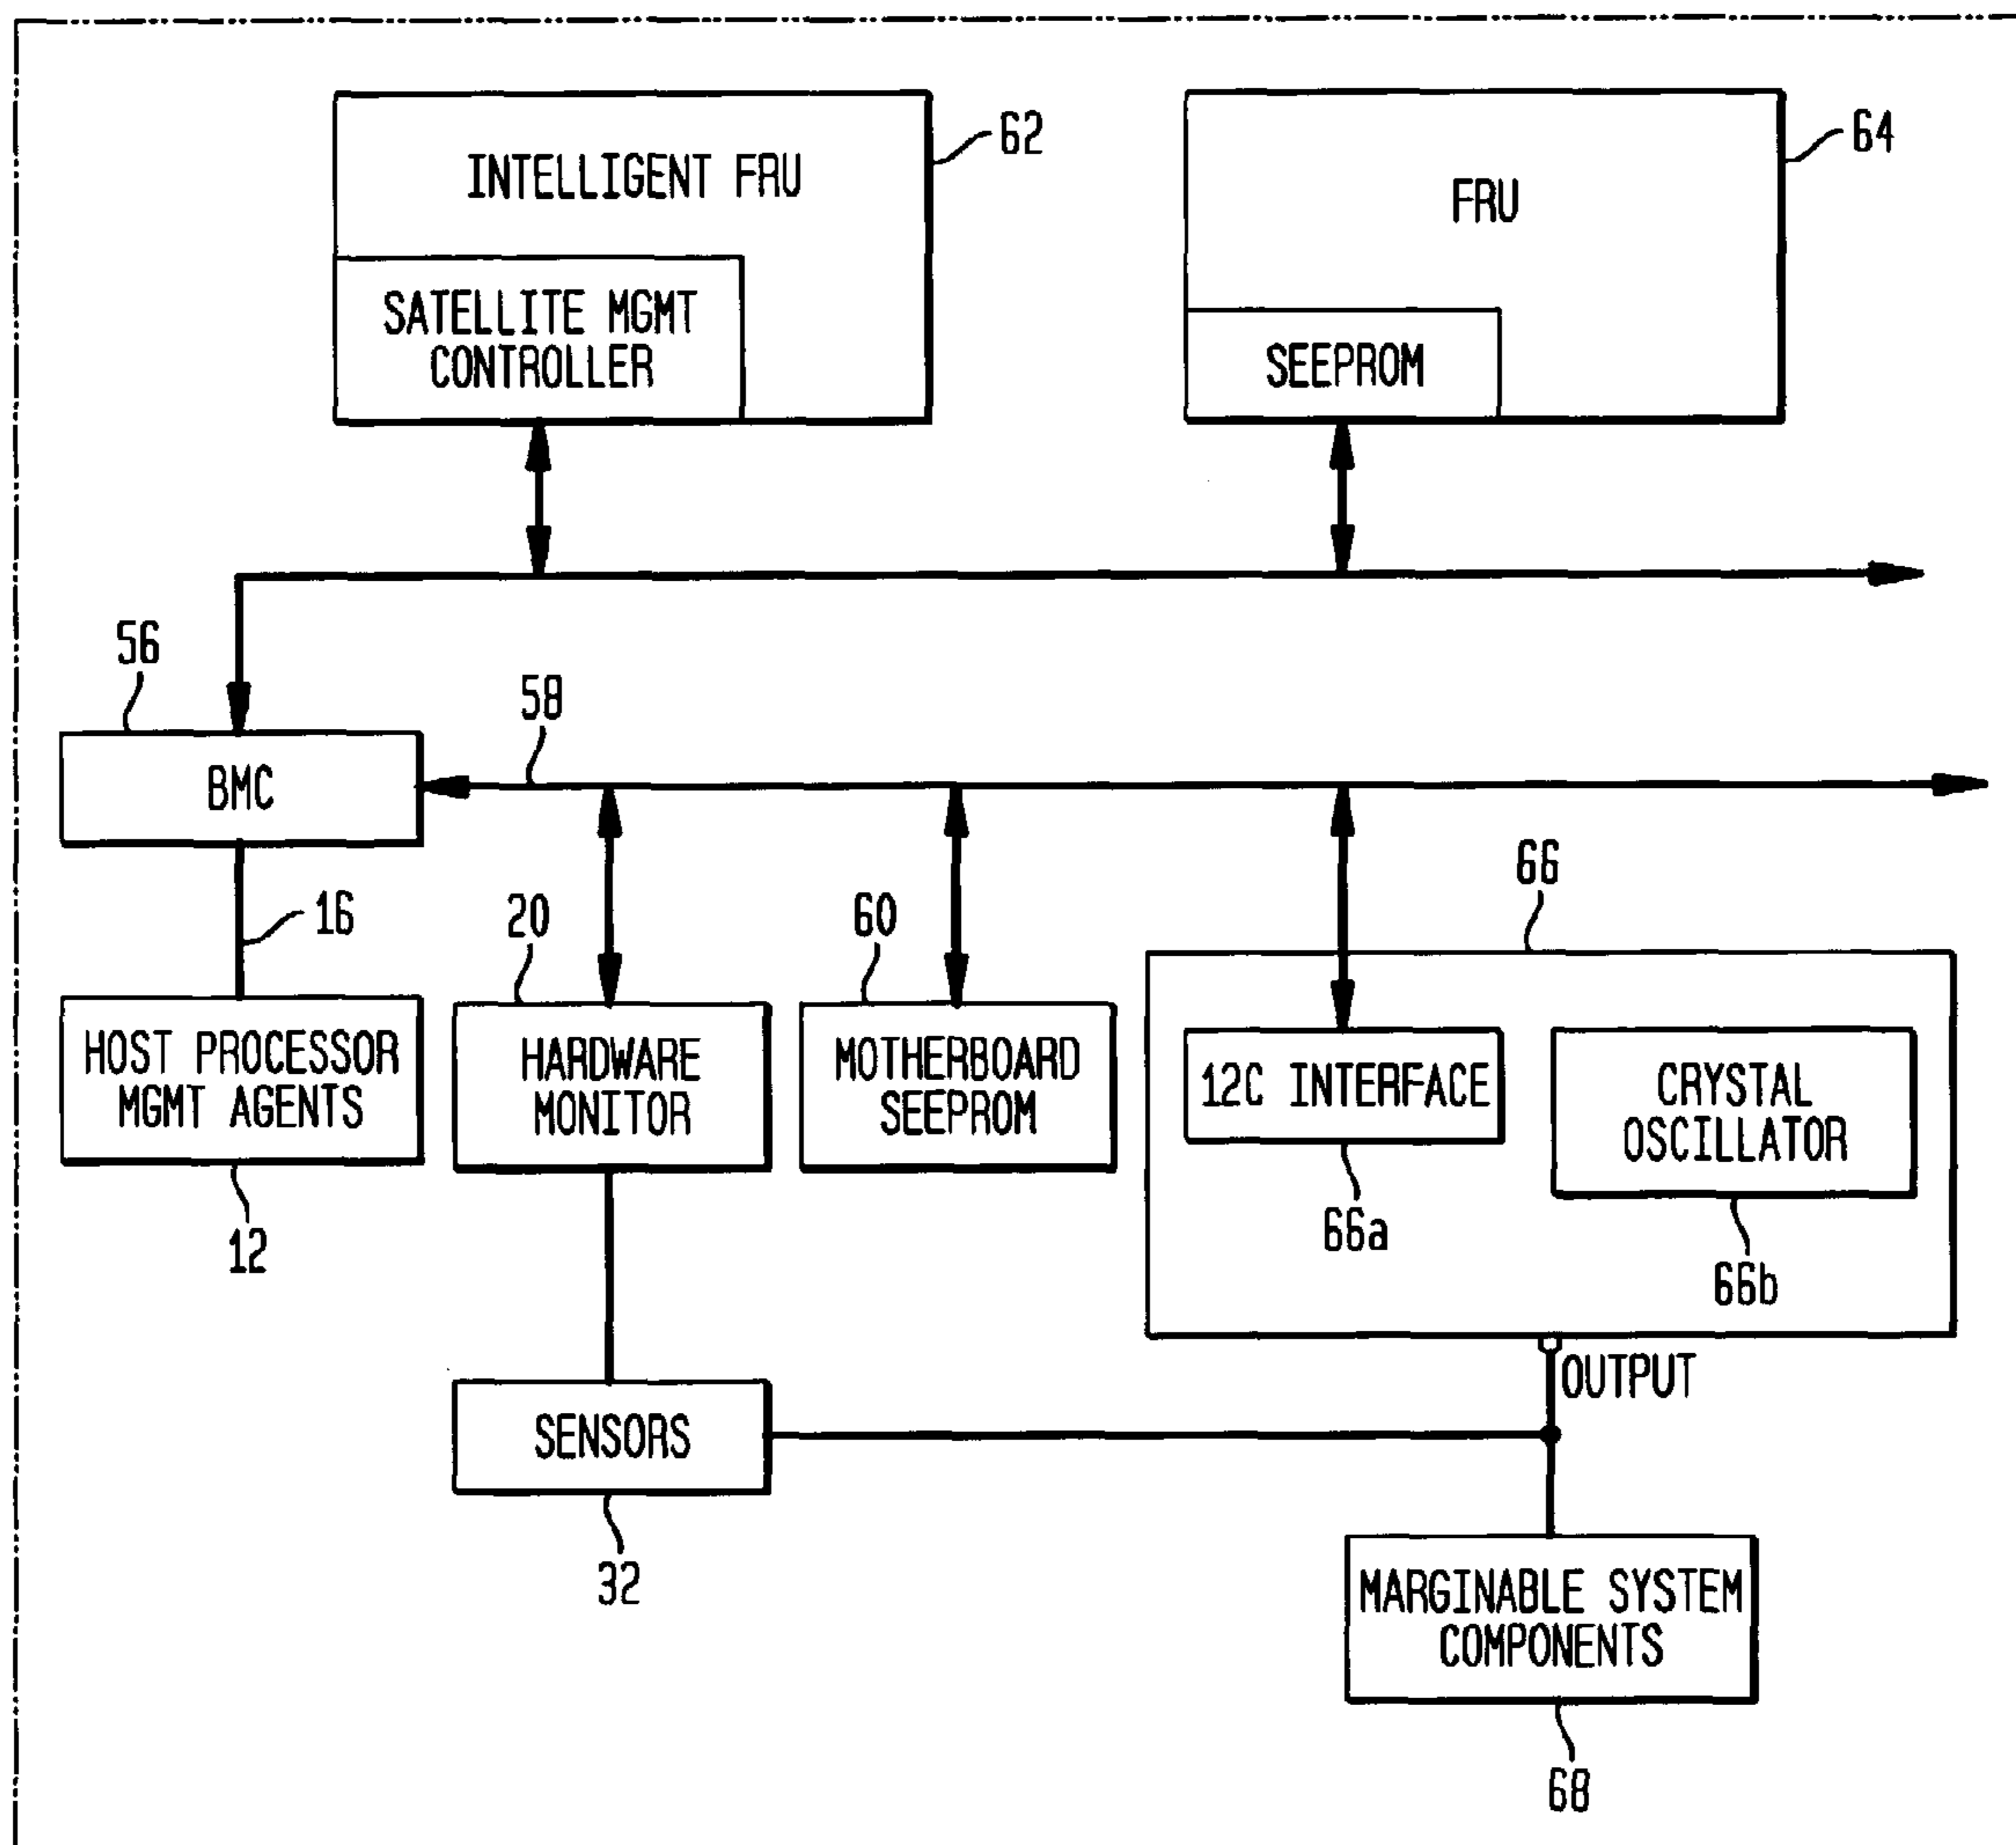 62
64
INTELLIGENT FRU
FRU
SATELLITE MGMT
CONTROLLER
SEEPROM
56
58
BMC
66
16
20
60
HOST PROCESSOR
MGMT AGENTS
HARDWARE
MONITOR
MOTHERBOARD
SEEPROM
12C INTERFACE
CRYSTAL
OSCILLATOR
12
66a
66b
OUTPUT
SENSORS
32
MARGINABLE SYSTEM
COMPONENTS
68